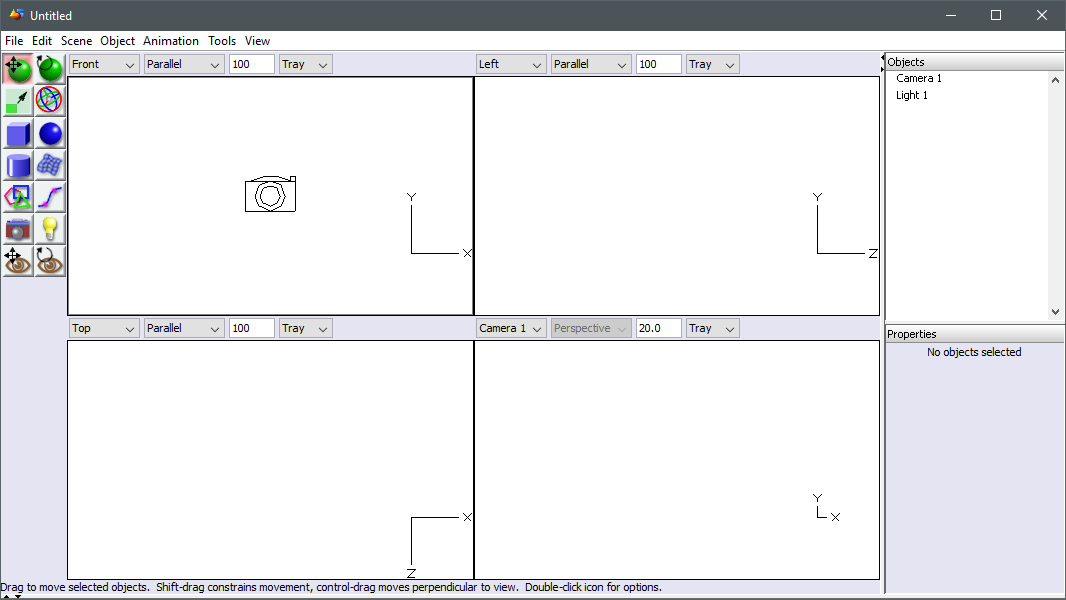 Untitled
File Edit Scene Object Animation Tools View
Front Parallel 100 Tray Left Parallel 100 Tray
Objects
Camera 1
Light 1
Y
X
Y
Z
Top Parallel 100 Tray Camera 1 Perspective 20.0 Tray
Properties
No objects selected
X
Z
Y
X
Drag to move selected objects. Shift-drag constrains movement, control-drag moves perpendicular to view. Double-click icon for options.